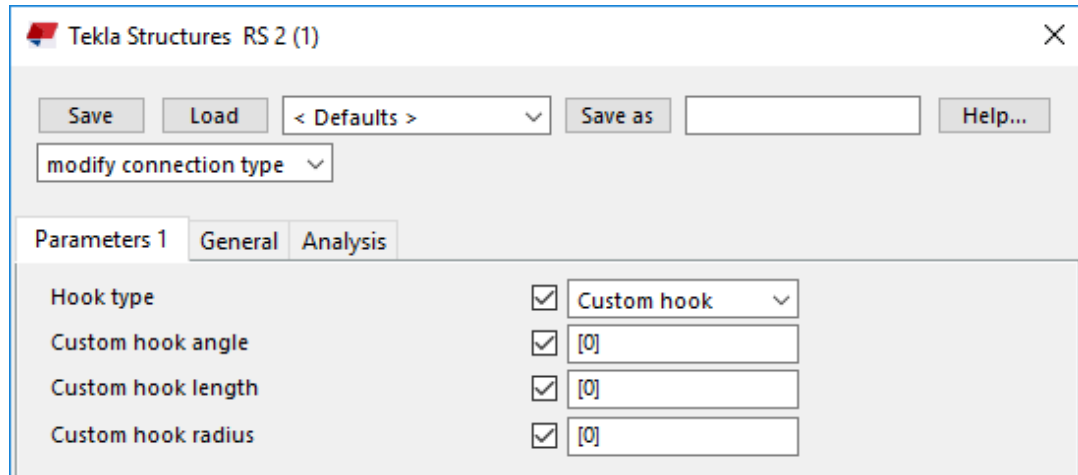 Tekla Structures RS 2 (1)
Save Load < Defaults > Save as Help...
modify connection type
Parameters 1 General Analysis
Hook type Custom hook
Custom hook angle [0]
Custom hook length [0]
Custom hook radius [0]